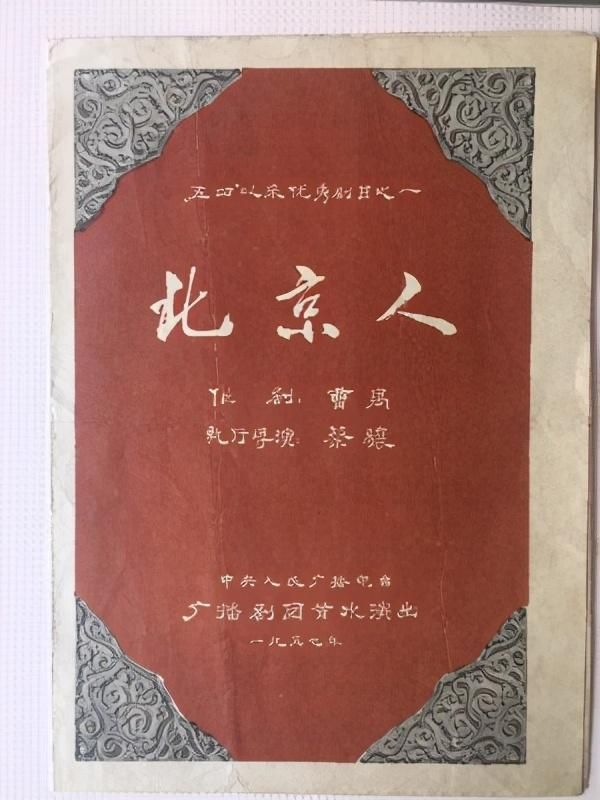 “五四”以来优秀剧目之一
北京人
作 剧：曹禺
执行导演：蔡骧
中央人民广播电台
广播剧团首次演出
一九五七年